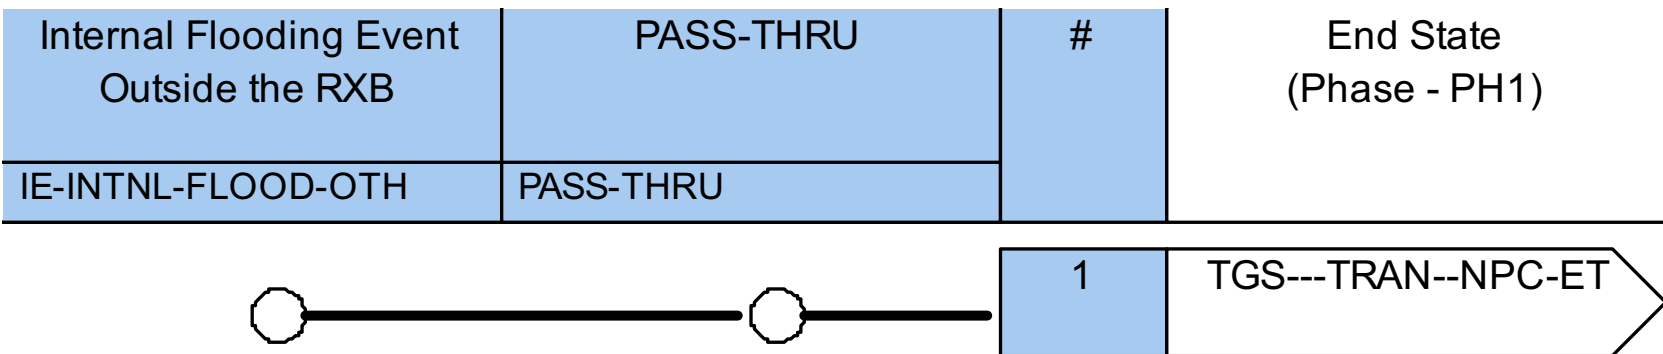 Internal Flooding Event
Outside the RXB
PASS-THRU
#
End State
(Phase - PH1)
IE-INTNL-FLOOD-OTH
PASS-THRU
1
TGS---TRAN--NPC-ET